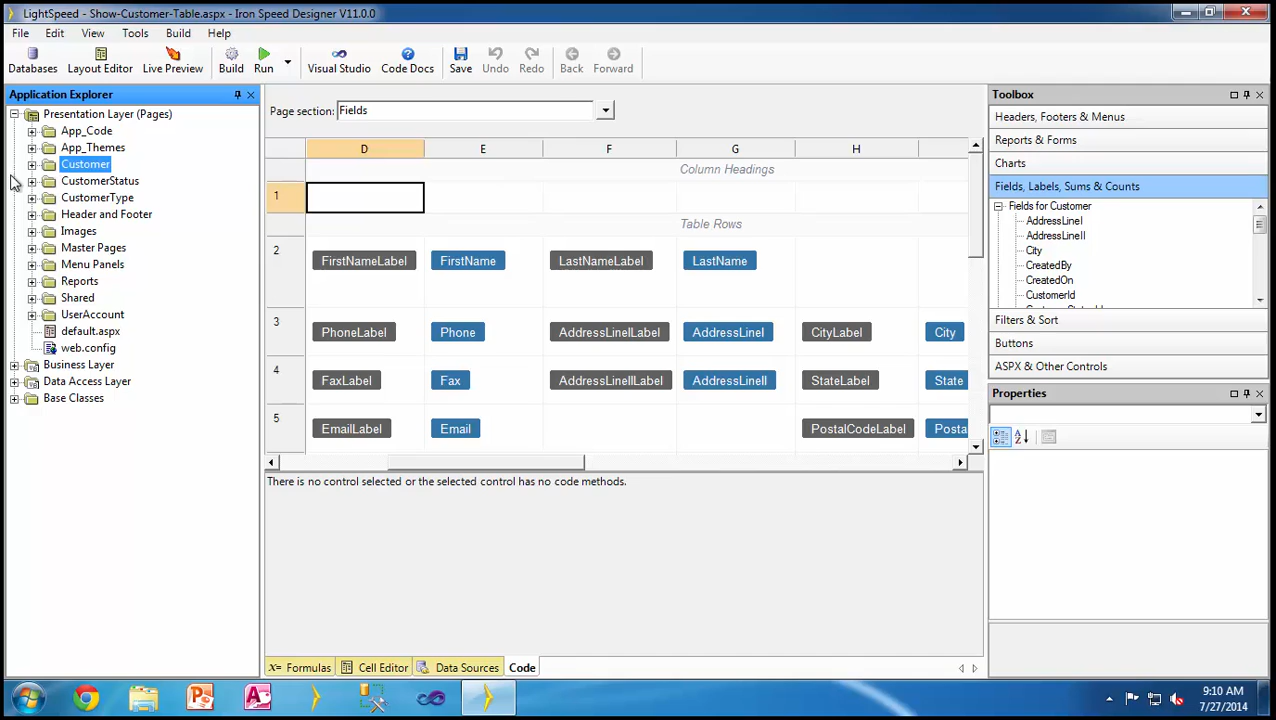 LightSpeed - Show-Customer-Table.aspx - Iron Speed Designer V11.0.0
File Edit View Tools Build Help
Databases Layout Editor Live Preview Build Run Visual Studio Code Docs Save Undo Redo Back Forward
Application Explorer
Presentation Layer (Pages)
App_Code
App_Themes
Customer
CustomerStatus
CustomerType
Header and Footer
Images
Master Pages
Menu Panels
Reports
Shared
UserAccount
default.aspx
web.config
Business Layer
Data Access Layer
Base Classes
Page section: Fields
D E F G H
Column Headings
1
Table Rows
2 FirstNameLabel FirstName LastNameLabel LastName
3 PhoneLabel Phone AddressLineILabel AddressLineI CityLabel City
4 FaxLabel Fax AddressLineIILabel AddressLineII StateLabel State
5 EmailLabel Email PostalCodeLabel Posta
There is no control selected or the selected control has no code methods.
Formulas Cell Editor Data Sources Code
Toolbox
Headers, Footers & Menus
Reports & Forms
Charts
Fields, Labels, Sums & Counts
Fields for Customer
AddressLineI
AddressLineII
City
CreatedBy
CreatedOn
CustomerId
Filters & Sort
Buttons
ASPX & Other Controls
Properties
9:10 AM
7/27/2014